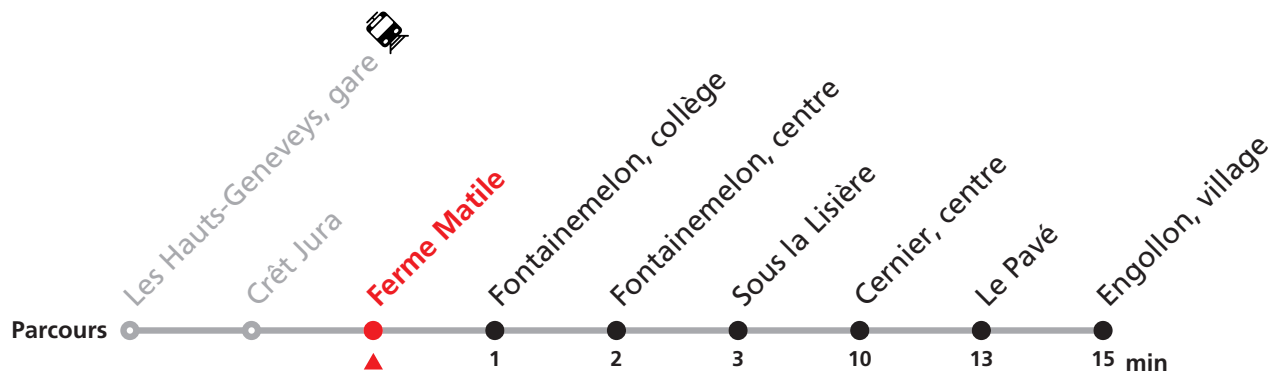 Les Hauts-Geneveys, gare
Crêt Jura
Ferme Matile
Fontainemelon, collège
Fontainemelon, centre
Sous la Lisière
Cernier, centre
Le Pavé
Engollon, village
Parcours
1 2 3 10 13 15 min